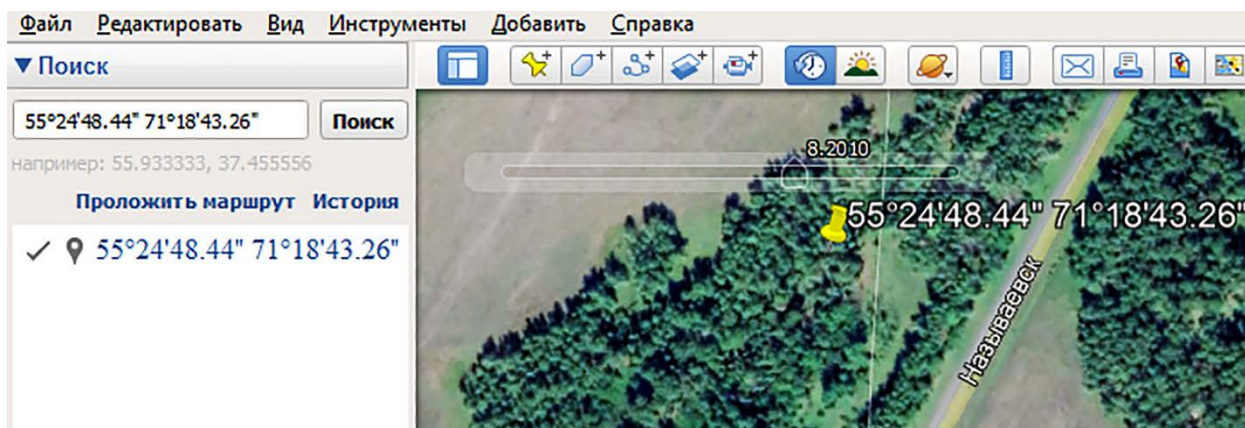 Файл Редактировать Вид Инструменты Добавить Справка
Поиск
55°24'48.44" 71°18'43.26" Поиск
например: 55.933333, 37.455556
Проложить маршрут История
55°24'48.44" 71°18'43.26"
8.2010
55°24'48.44" 71°18'43.26"
Называевск